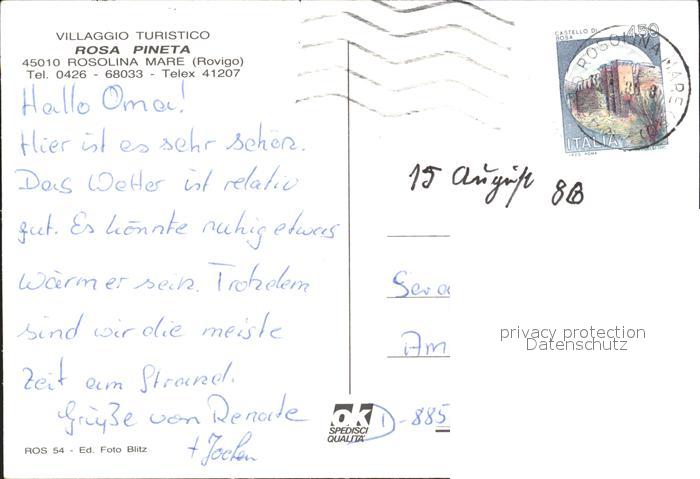 VILLAGGIO TURISTICO
ROSA PINETA
45010 ROSOLINA MARE (Rovigo)
Tel. 0426 - 68033 - Telex 41207
Hallo Oma!
Hier ist es sehr schön.
Das Wetter ist relativ
gut. Es könnte ruhig etwas
wärmer sein. Trotzdem
sind wir die meiste
Zeit am Strand.
Grüße von Renate
+ Jochen
ROS 54 - Ed. Foto Blitz
ok
SPEDISCI
QUALITÀ
CASTELLO DI
ROSA
450
ITALIA
ROSOLINA MARE
15 August 88
Am
D-885
privacy protection
Datenschutz